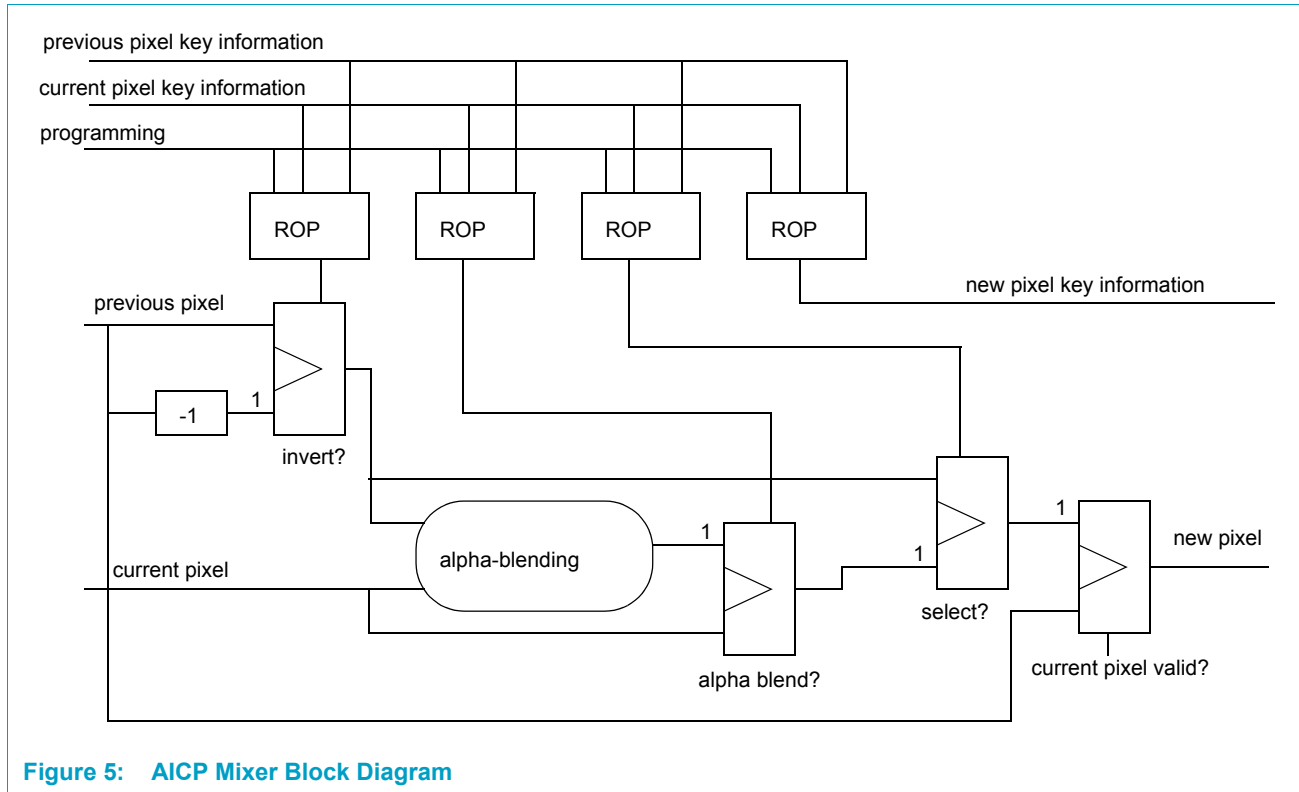 previous pixel key information
current pixel key information
programming
ROP ROP ROP ROP
previous pixel
new pixel key information
-1
1
invert?
1
1
new pixel
alpha-blending
current pixel
1
select?
alpha blend?
current pixel valid?
Figure 5: AICP Mixer Block Diagram